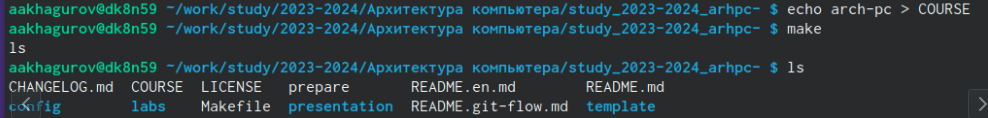 aakhagurov@dk8n59 ~/work/study/2023-2024/Архитектура компьютера/study_2023-2024_arhpc- $ echo arch-pc > COURSE
aakhagurov@dk8n59 ~/work/study/2023-2024/Архитектура компьютера/study_2023-2024_arhpc- $ make
ls
aakhagurov@dk8n59 ~/work/study/2023-2024/Архитектура компьютера/study_2023-2024_arhpc- $ ls
CHANGELOG.md COURSE LICENSE prepare README.en.md README.md
config labs Makefile presentation README.git-flow.md template